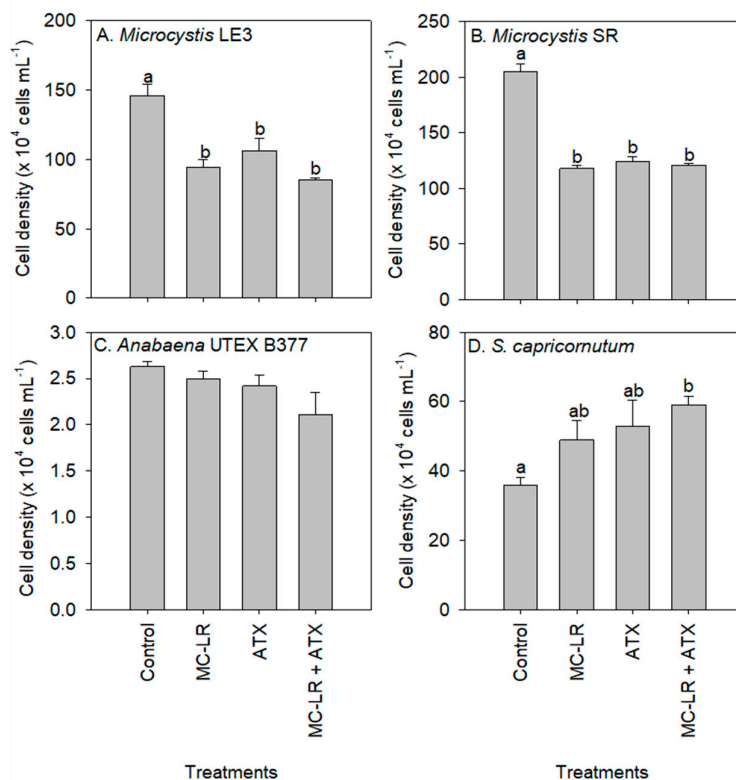 A. Microcystis LE3
Cell density (x 10⁴ cells mL⁻¹)
200
150
100
50
0
a
b
b
b
B. Microcystis SR
Cell density (x 10⁴ cells mL⁻¹)
250
200
150
100
50
0
a
b
b
b
C. Anabaena UTEX B377
Cell density (x 10⁴ cells mL⁻¹)
3.0
2.5
2.0
1.5
1.0
0.5
0.0
Control
MC-LR
ATX
MC-LR + ATX
Treatments
D. S. capricornutum
Cell density (x 10⁴ cells mL⁻¹)
80
60
40
20
0
a
ab
ab
b
Control
MC-LR
ATX
MC-LR + ATX
Treatments